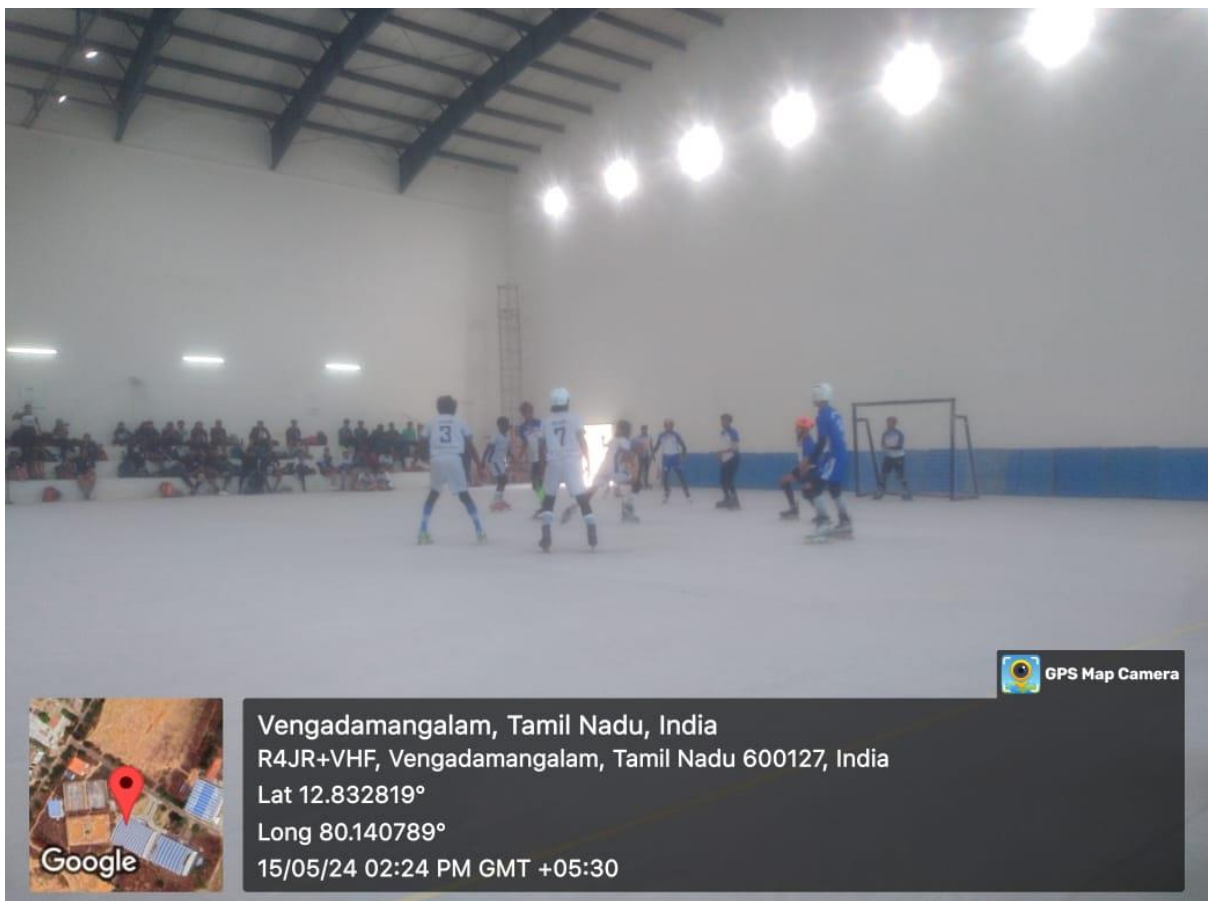 3
7
GPS Map Camera
Google
Vengadamangalam, Tamil Nadu, India
R4JR+VHF, Vengadamangalam, Tamil Nadu 600127, India
Lat 12.832819°
Long 80.140789°
15/05/24 02:24 PM GMT +05:30